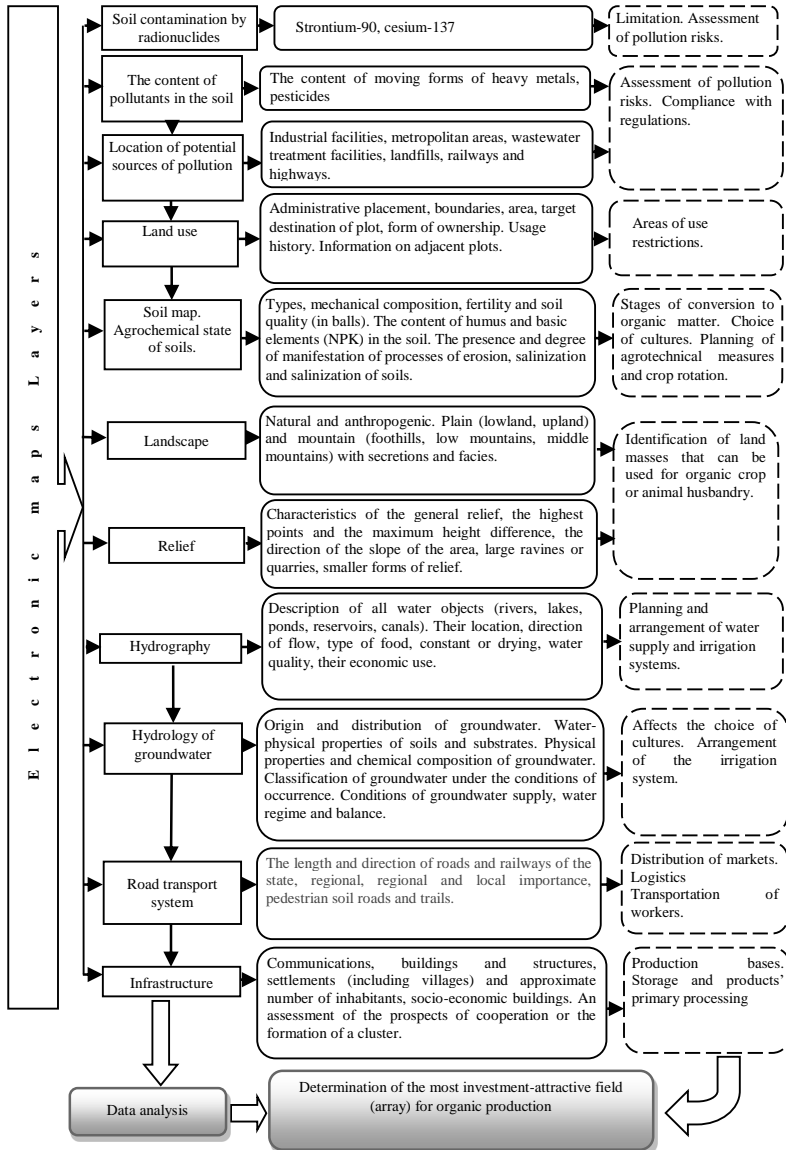 Electronic maps Layers
Soil contamination by
radionuclides
Strontium-90, cesium-137
Limitation. Assessment
of pollution risks.
The content of
pollutants in the soil
The content of moving forms of heavy metals,
pesticides
Assessment of pollution
risks. Compliance with
regulations.
Location of potential
sources of pollution
Industrial facilities, metropolitan areas, wastewater
treatment facilities, landfills, railways and
highways.
Land use
Administrative placement, boundaries, area, target
destination of plot, form of ownership. Usage
history. Information on adjacent plots.
Areas of use
restrictions.
Soil map.
Agrochemical state
of soils.
Types, mechanical composition, fertility and soil
quality (in balls). The content of humus and basic
elements (NPK) in the soil. The presence and degree
of manifestation of processes of erosion, salinization
and salinization of soils.
Stages of conversion to
organic matter. Choice
of cultures. Planning of
agrotechnical measures
and crop rotation.
Landscape
Natural and anthropogenic. Plain (lowland, upland)
and mountain (foothills, low mountains, middle
mountains) with secretions and facies.
Identification of land
masses that can be
used for organic crop
or animal husbandry.
Relief
Characteristics of the general relief, the highest
points and the maximum height difference, the
direction of the slope of the area, large ravines or
quarries, smaller forms of relief.
Hydrography
Description of all water objects (rivers, lakes,
ponds, reservoirs, canals). Their location, direction
of flow, type of food, constant or drying, water
quality, their economic use.
Planning and
arrangement of water
supply and irrigation
systems.
Hydrology of
groundwater
Origin and distribution of groundwater. Water-
physical properties of soils and substrates. Physical
properties and chemical composition of groundwater.
Classification of groundwater under the conditions of
occurrence. Conditions of groundwater supply, water
regime and balance.
Affects the choice of
cultures. Arrangement
of the irrigation
system.
Road transport
system
The length and direction of roads and railways of the
state, regional, regional and local importance,
pedestrian soil roads and trails.
Distribution of markets.
Logistics
Transportation of
workers.
Infrastructure
Communications, buildings and structures,
settlements (including villages) and approximate
number of inhabitants, socio-economic buildings. An
assessment of the prospects of cooperation or the
formation of a cluster.
Production bases.
Storage and products'
primary processing
Data analysis
Determination of the most investment-attractive field
(array) for organic production